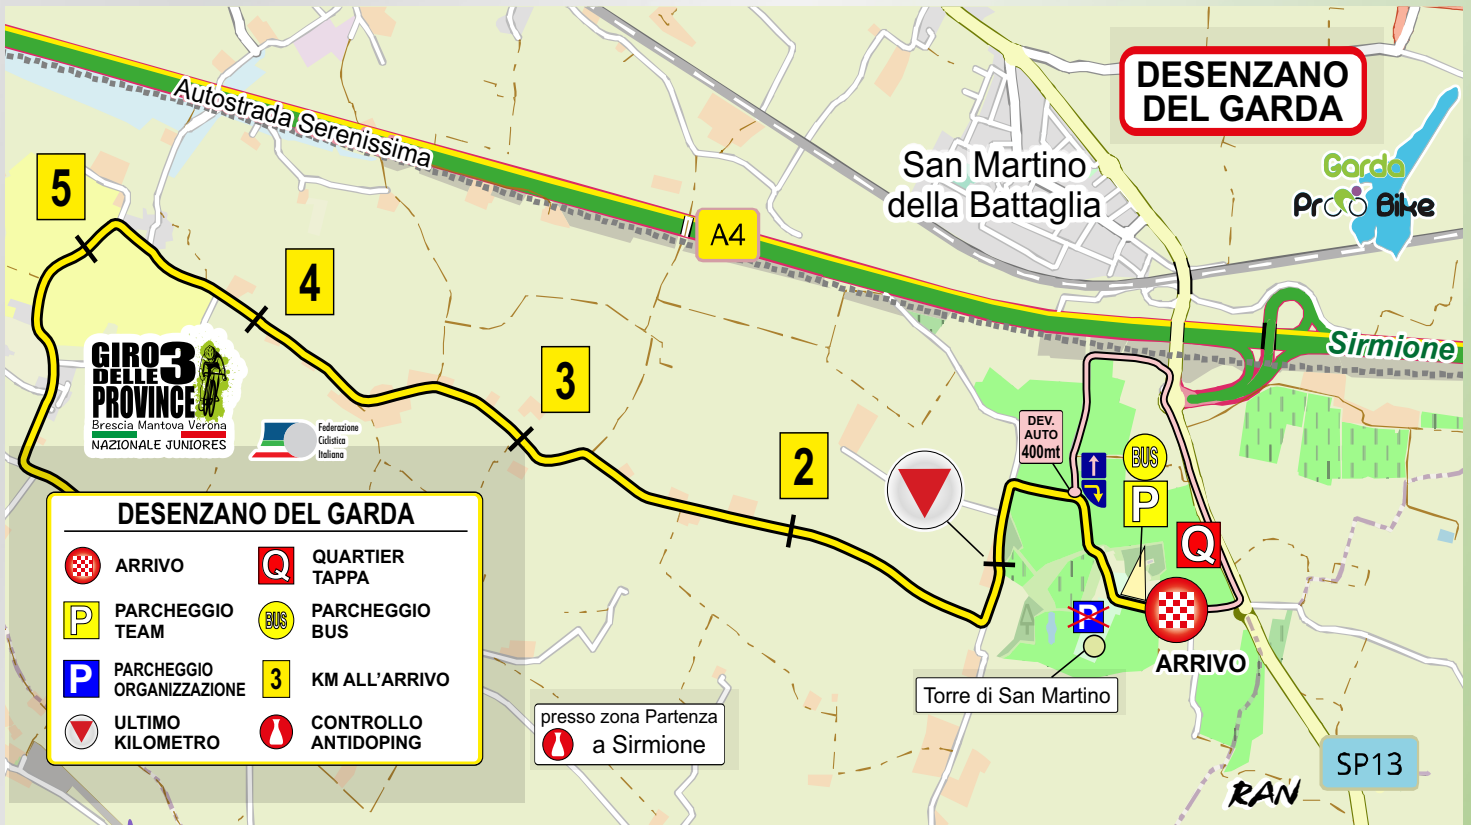 DESENZANO
DEL GARDA
Garda
Pro Bike
Autostrada Serenissima
San Martino
della Battaglia
A4
Sirmione
5
4
3
2
GIRO 3
DELLE
PROVINCE
Brescia Mantova Verona
NAZIONALE JUNIORES
Federazione
Ciclistica
Italiana
DEV.
AUTO
400mt
BUS
P
Q
P
ARRIVO
Torre di San Martino
DESENZANO DEL GARDA
ARRIVO
Q QUARTIER
TAPPA
P PARCHEGGIO
TEAM
BUS PARCHEGGIO
BUS
P PARCHEGGIO
ORGANIZZAZIONE
3 KM ALL'ARRIVO
ULTIMO
KILOMETRO
CONTROLLO
ANTIDOPING
presso zona Partenza
a Sirmione
SP13
RAN